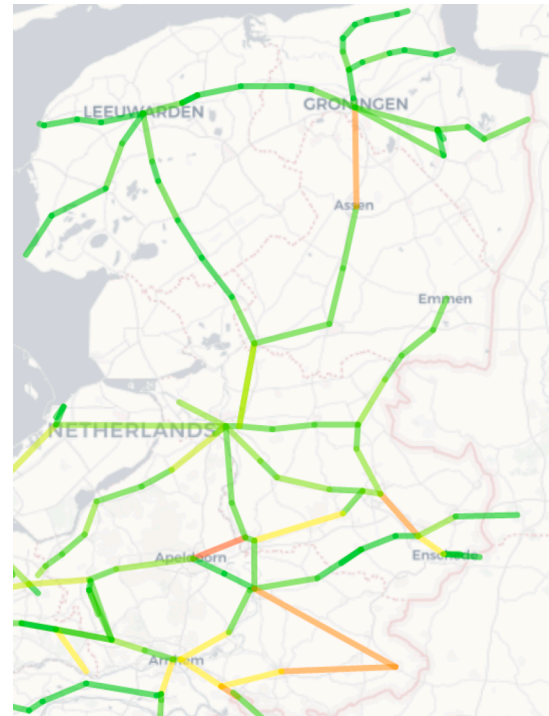 LEEUWARDEN
GRONINGEN
Assen
Emmen
NETHERLANDS
Apeldoorn
Enschede
Arnhem